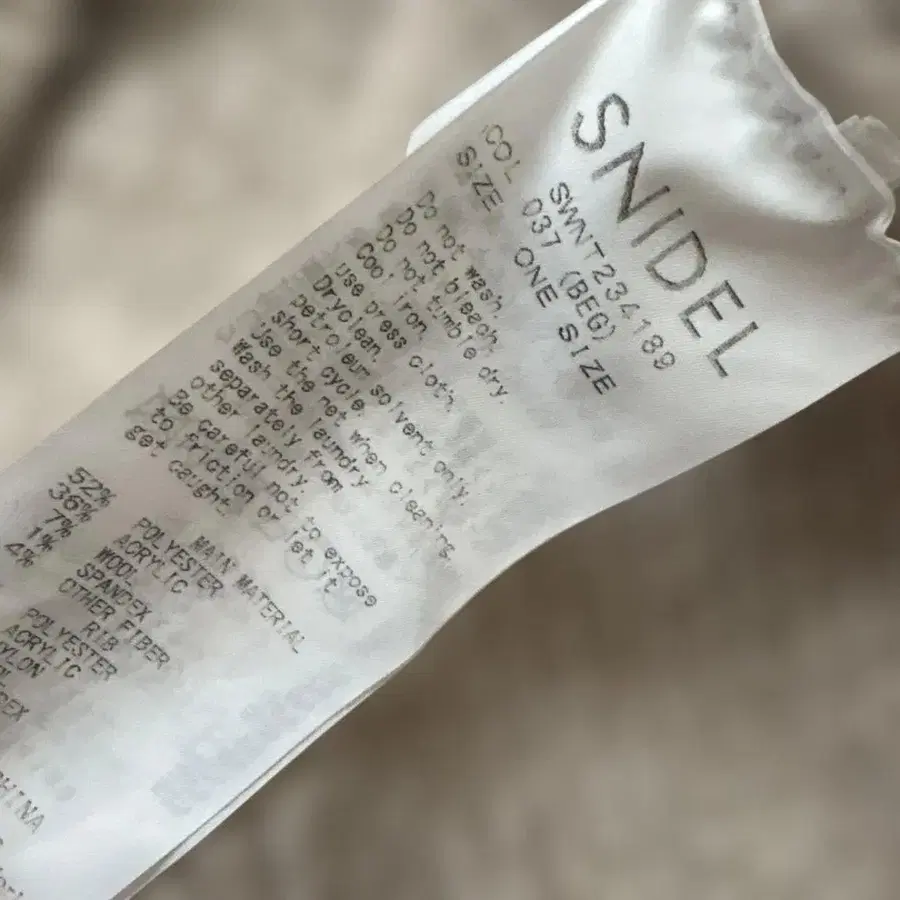 SNIDEL
SWNT234189
COL 037 (BEG)
SIZE ONE SIZE
Do not wash.
Do not bleach.
Do not tumble dry.
Cool iron.
use press cloth.
Dryclean.
petroleum solvent only.
short cycle.
Use the net when cleaning.
Wash the laundry
separately from
other laundry.
Be careful not to expose
to friction or let it
get caught.
MAIN MATERIAL
52% POLYESTER
36% ACRYLIC
7% WOOL
1% SPANDEX
4% OTHER FIBER
RIB
POLYESTER
ACRYLIC